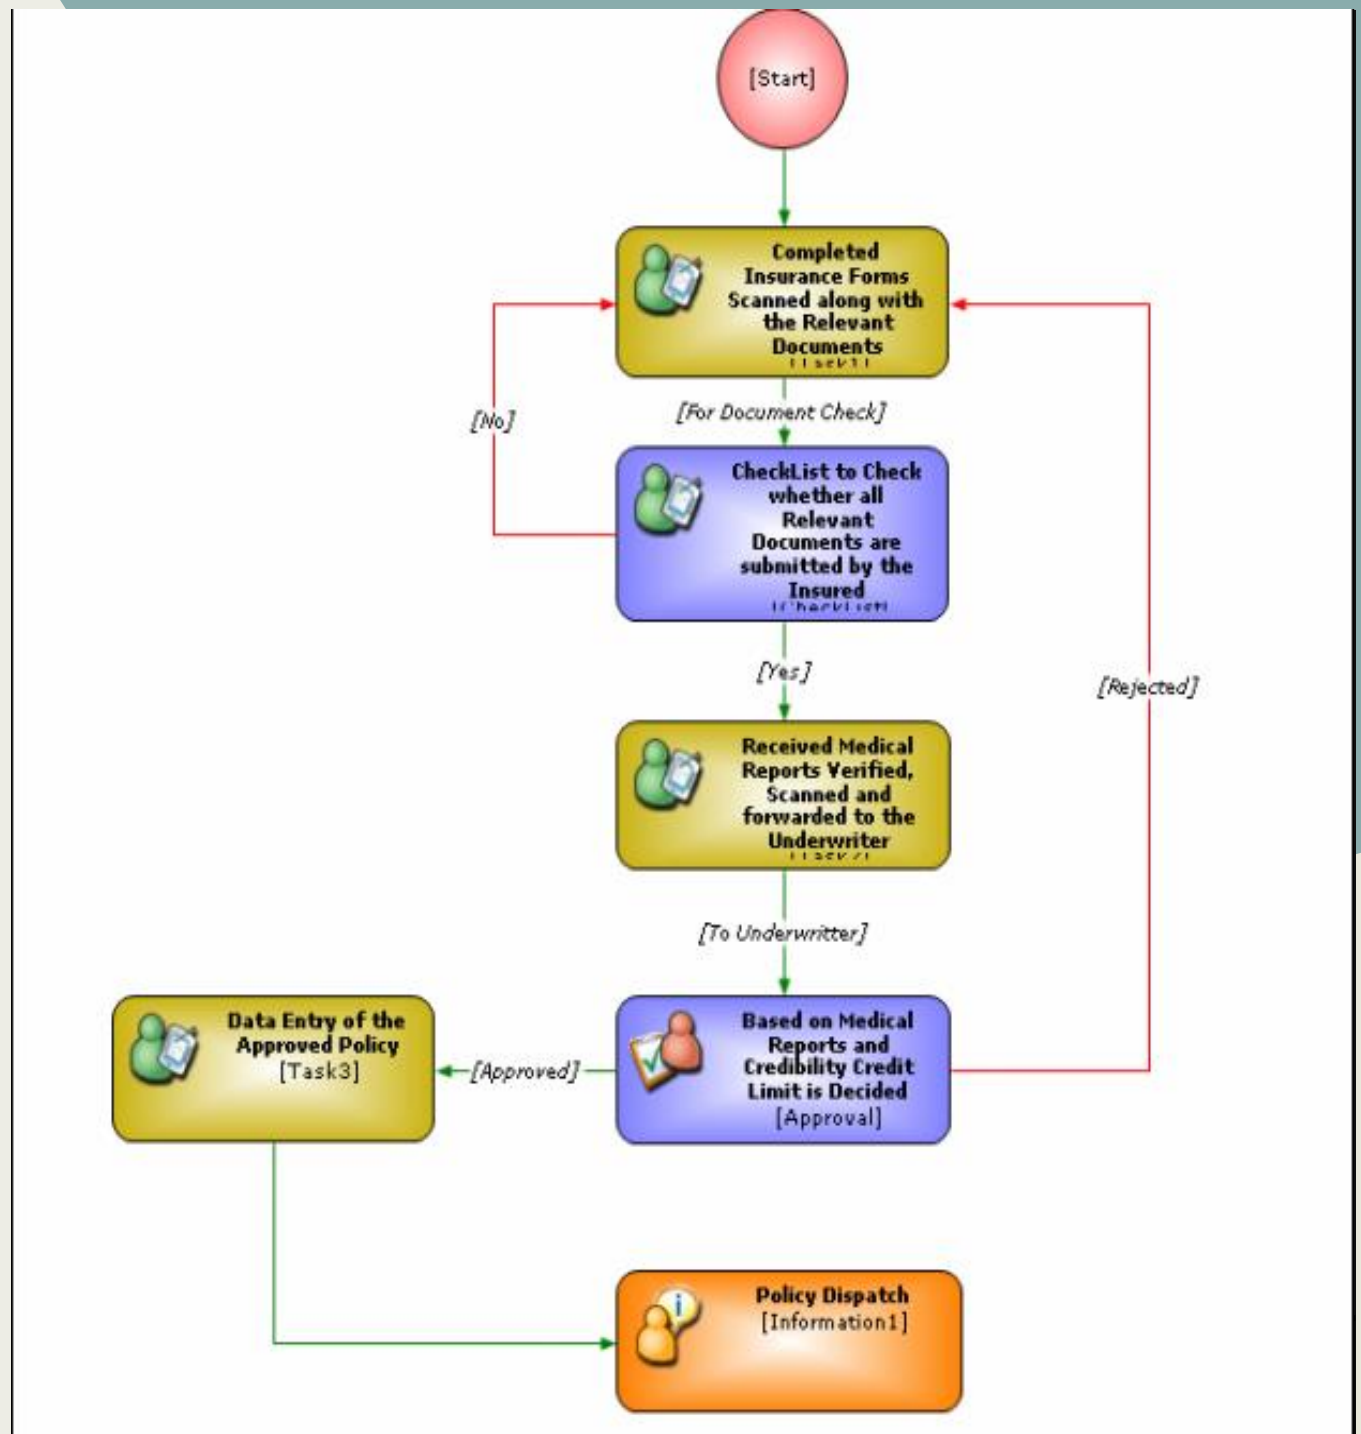 [Start]
Completed
Insurance Forms
Scanned along with
the Relevant
Documents
[For Document Check]
[No]
CheckList to Check
whether all
Relevant
Documents are
submitted by the
Insured
[Yes]
[Rejected]
Received Medical
Reports Verified,
Scanned and
forwarded to the
Underwriter
[To Underwritter]
Data Entry of the
Approved Policy
[Task3]
[Approved]
Based on Medical
Reports and
Credibility Credit
Limit is Decided
[Approval]
Policy Dispatch
[Information1]